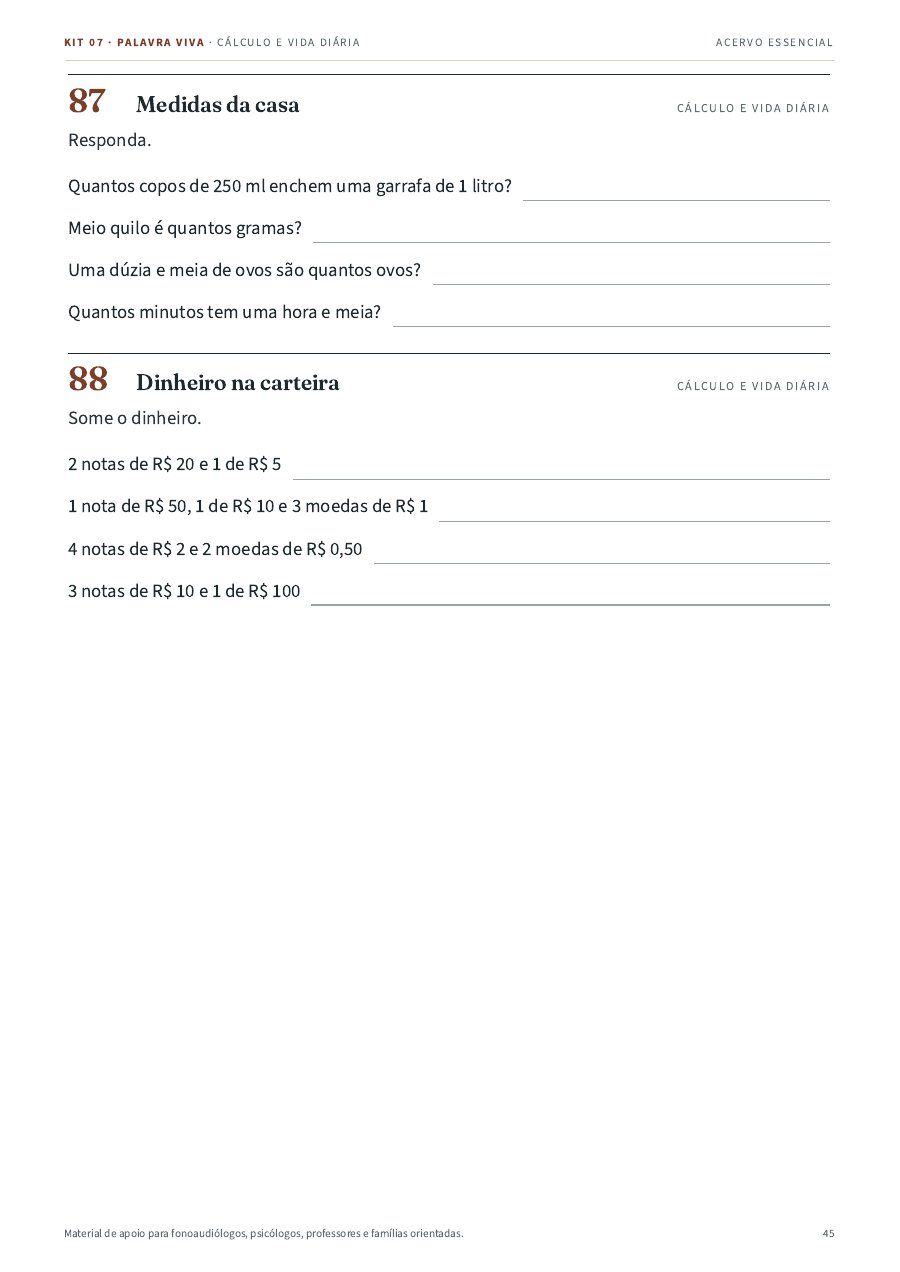 KIT 07 · PALAVRA VIVA · CÁLCULO E VIDA DIÁRIA
ACERVO ESSENCIAL
87 Medidas da casa
CÁLCULO E VIDA DIÁRIA
Responda.
Quantos copos de 250 ml enchem uma garrafa de 1 litro?
Meio quilo é quantos gramas?
Uma dúzia e meia de ovos são quantos ovos?
Quantos minutos tem uma hora e meia?
88 Dinheiro na carteira
CÁLCULO E VIDA DIÁRIA
Some o dinheiro.
2 notas de R$ 20 e 1 de R$ 5
1 nota de R$ 50, 1 de R$ 10 e 3 moedas de R$ 1
4 notas de R$ 2 e 2 moedas de R$ 0,50
3 notas de R$ 10 e 1 de R$ 100
Material de apoio para fonoaudiólogos, psicólogos, professores e famílias orientadas.
45